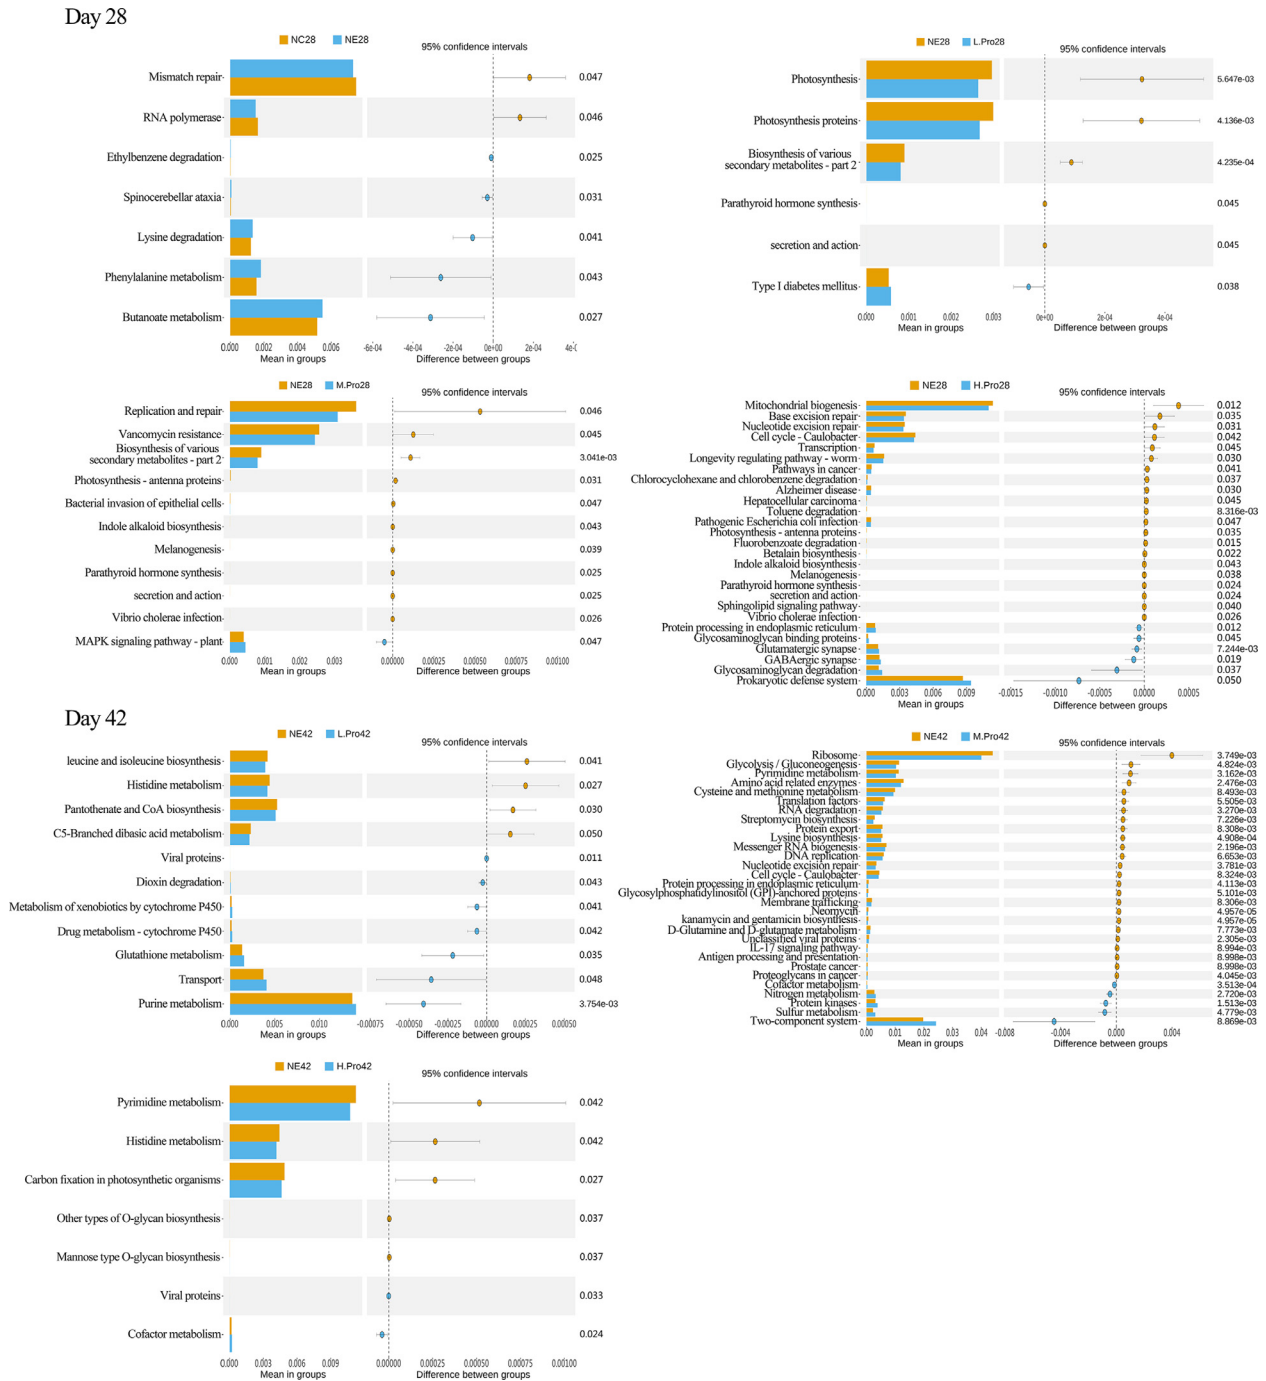 Day 28
NC28 NE28
95% confidence intervals
Mismatch repair 0.047
RNA polymerase 0.046
Ethylbenzene degradation 0.025
Spinocerebellar ataxia 0.031
Lysine degradation 0.041
Phenylalanine metabolism 0.043
Butanoate metabolism 0.027
0.000 0.002 0.004 0.006 -6e-04 -4e-04 -2e-04 0e+00 2e-04
Mean in groups Difference between groups
NE28 L.Pro28
95% confidence intervals
Photosynthesis 5.647e-03
Photosynthesis proteins 4.136e-03
Biosynthesis of various
secondary metabolites - part 2 4.235e-04
Parathyroid hormone synthesis 0.045
secretion and action 0.045
Type I diabetes mellitus 0.038
0.000 0.001 0.002 0.003 0e+00 2e-04 4e-04
Mean in groups Difference between groups
NE28 M.Pro28
95% confidence intervals
Replication and repair 0.046
Vancomycin resistance 0.045
Biosynthesis of various
secondary metabolites - part 2 3.041e-03
Photosynthesis - antenna proteins 0.031
Bacterial invasion of epithelial cells 0.047
Indole alkaloid biosynthesis 0.043
Melanogenesis 0.039
Parathyroid hormone synthesis 0.025
secretion and action 0.025
Vibrio cholerae infection 0.026
MAPK signaling pathway - plant 0.047
0.000 0.001 0.002 0.003 0.00000 0.00025 0.00050 0.00075 0.00100
Mean in groups Difference between groups
NE28 H.Pro28
95% confidence intervals
Mitochondrial biogenesis 0.012
Base excision repair 0.035
Nucleotide excision repair 0.031
Cell cycle - Caulobacter 0.042
Transcription 0.045
Longevity regulating pathway - worm 0.030
Pathways in cancer 0.041
Chlorocyclohexane and chlorobenzene degradation 0.037
Alzheimer disease 0.030
Hepatocellular carcinoma 0.045
Toluene degradation 8.316e-03
Pathogenic Escherichia coli infection 0.047
Photosynthesis - antenna proteins 0.035
Fluorobenzoate degradation 0.015
Betalain biosynthesis 0.022
Indole alkaloid biosynthesis 0.043
Melanogenesis 0.038
Parathyroid hormone synthesis 0.024
secretion and action 0.024
Sphingolipid signaling pathway 0.040
Vibrio cholerae infection 0.026
Protein processing in endoplasmic reticulum 0.012
Glycosaminoglycan binding proteins 0.045
Glutamatergic synapse 7.244e-03
GABAergic synapse 0.019
Glycosaminoglycan degradation 0.037
Prokaryotic defense system 0.050
0.000 0.003 0.006 0.009 -0.0015 -0.0010 -0.0005 0.0000 0.0005
Mean in groups Difference between groups
Day 42
NE42 L.Pro42
95% confidence intervals
leucine and isoleucine biosynthesis 0.041
Histidine metabolism 0.027
Pantothenate and CoA biosynthesis 0.030
C5-Branched dibasic acid metabolism 0.050
Viral proteins 0.011
Dioxin degradation 0.043
Metabolism of xenobiotics by cytochrome P450 0.041
Drug metabolism - cytochrome P450 0.042
Glutathione metabolism 0.035
Transport 0.048
Purine metabolism 3.754e-03
0.000 0.005 0.010 -0.00075 -0.00050 -0.00025 0.00000 0.00025 0.00050
Mean in groups Difference between groups
NE42 M.Pro42
95% confidence intervals
Ribosome 3.749e-03
Glycolysis / Gluconeogenesis 4.824e-03
Pyrimidine metabolism 3.162e-03
Amino acid related enzymes 2.476e-03
Cysteine and methionine metabolism 8.493e-03
Translation factors 5.505e-03
RNA degradation 3.270e-03
Streptomycin biosynthesis 7.226e-03
Protein export 8.308e-03
Lysine biosynthesis 4.908e-04
Messenger RNA biogenesis 2.196e-03
DNA replication 6.653e-03
Nucleotide excision repair 3.781e-03
Cell cycle - Caulobacter 8.324e-03
Protein processing in endoplasmic reticulum 4.113e-03
Glycosylphosphatidylinositol (GPI)-anchored proteins 5.101e-03
Membrane trafficking 8.306e-03
Neomycin 4.957e-05
kanamycin and gentamicin biosynthesis 4.957e-05
D-Glutamine and D-glutamate metabolism 7.773e-03
Unclassified viral proteins 2.305e-03
IL-17 signaling pathway 8.994e-03
Antigen processing and presentation 8.998e-03
Prostate cancer 8.998e-03
Proteoglycans in cancer 4.045e-03
Cofactor metabolism 3.513e-04
Nitrogen metabolism 2.720e-03
Protein kinases 1.513e-03
Sulfur metabolism 4.779e-03
Two-component system 8.869e-03
0.00 0.01 0.02 0.03 0.04 -0.008 -0.004 0.000 0.004
Mean in groups Difference between groups
NE42 H.Pro42
95% confidence intervals
Pyrimidine metabolism 0.042
Histidine metabolism 0.042
Carbon fixation in photosynthetic organisms 0.027
Other types of O-glycan biosynthesis 0.037
Mannose type O-glycan biosynthesis 0.037
Viral proteins 0.033
Cofactor metabolism 0.024
0.000 0.003 0.006 0.009 0.00000 0.00025 0.00050 0.00075 0.00100
Mean in groups Difference between groups